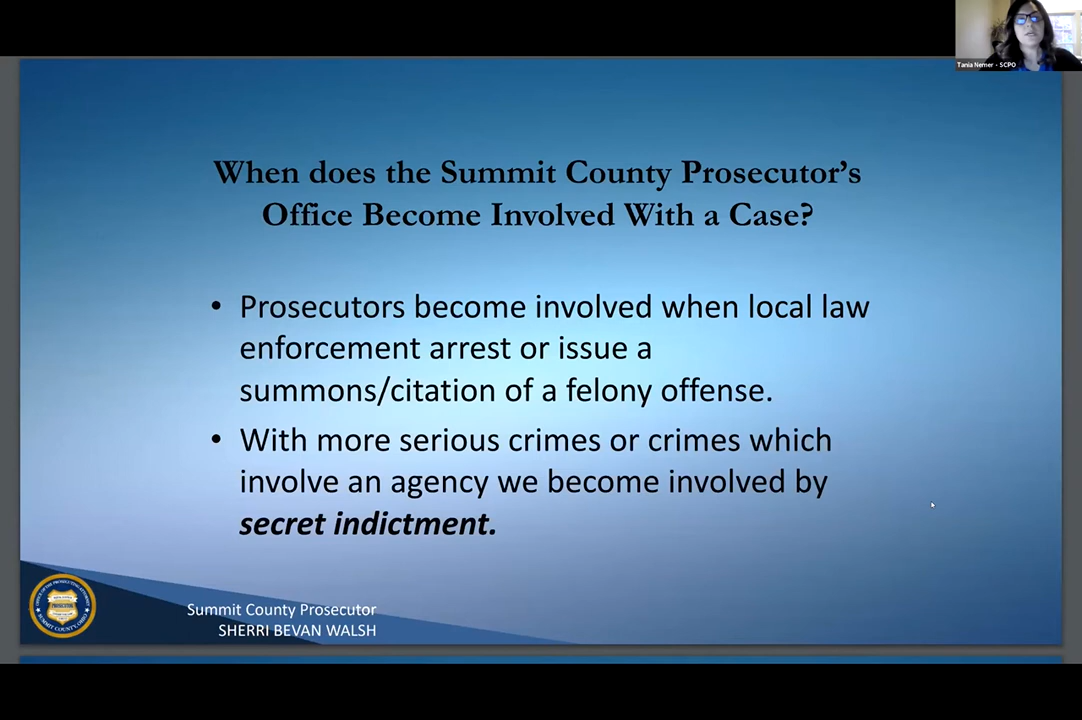 Tania Nemer - SCPO
When does the Summit County Prosecutor’s
Office Become Involved With a Case?
• Prosecutors become involved when local law
enforcement arrest or issue a
summons/citation of a felony offense.
• With more serious crimes or crimes which
involve an agency we become involved by
secret indictment.
Summit County Prosecutor
SHERRI BEVAN WALSH